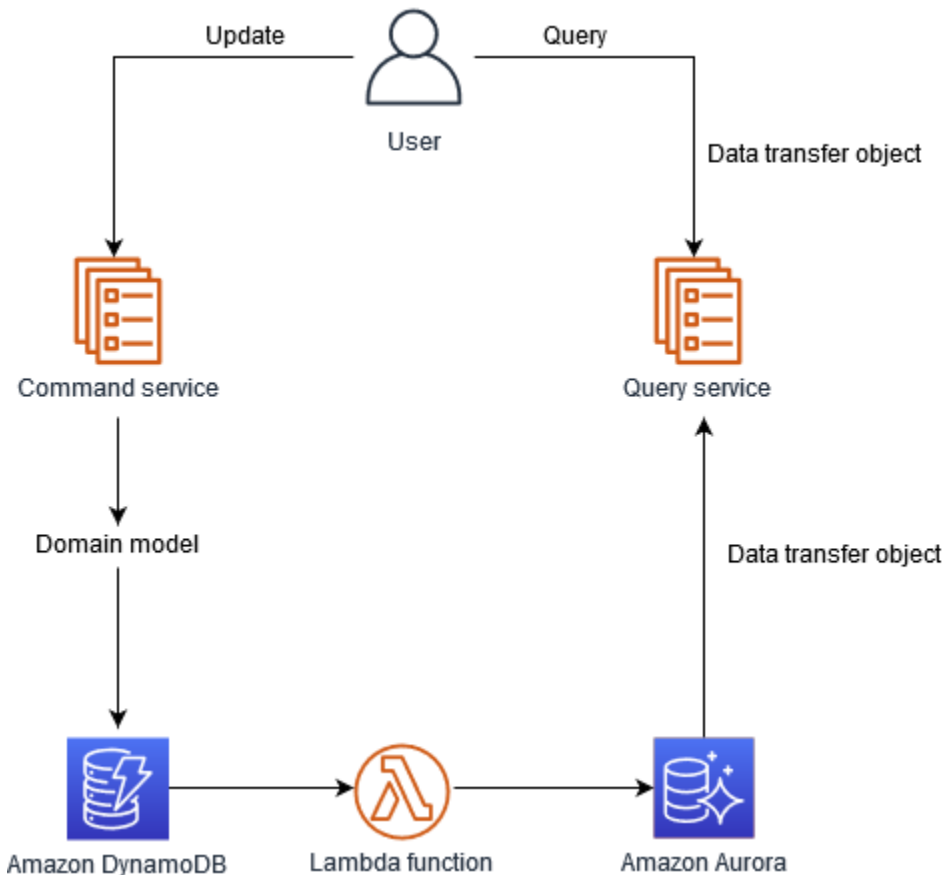 Update
Query
User
Data transfer object
Command service
Query service
Domain model
Data transfer object
Amazon DynamoDB
Lambda function
Amazon Aurora